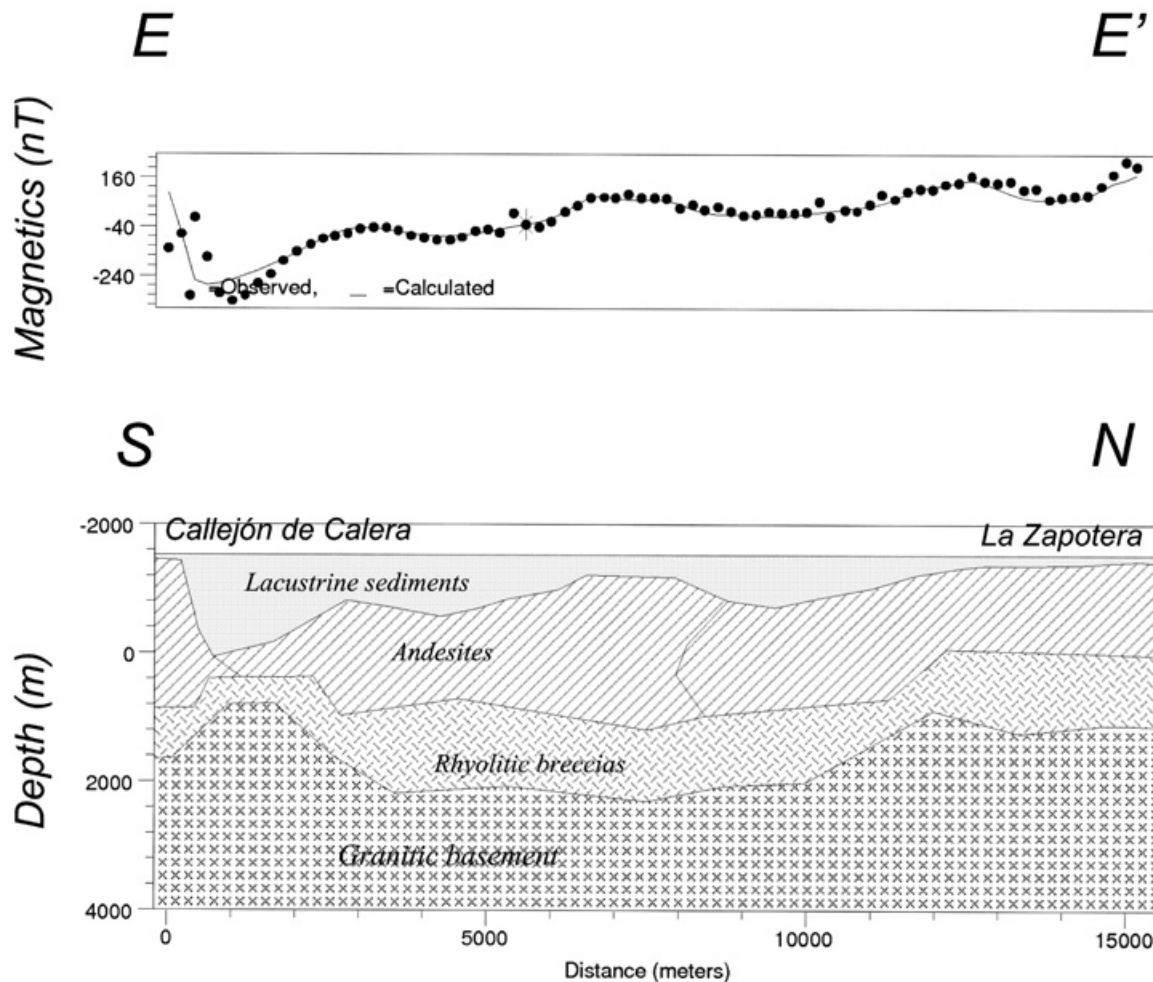 E E’
Magnetics (nT)
160
-40
-240
=Observed, __ =Calculated
S N
Depth (m)
-2000
0
2000
4000
Callejón de Calera
La Zapotera
Lacustrine sediments
Andesites
Rhyolitic breccias
Granitic basement
0 5000 10000 15000
Distance (meters)